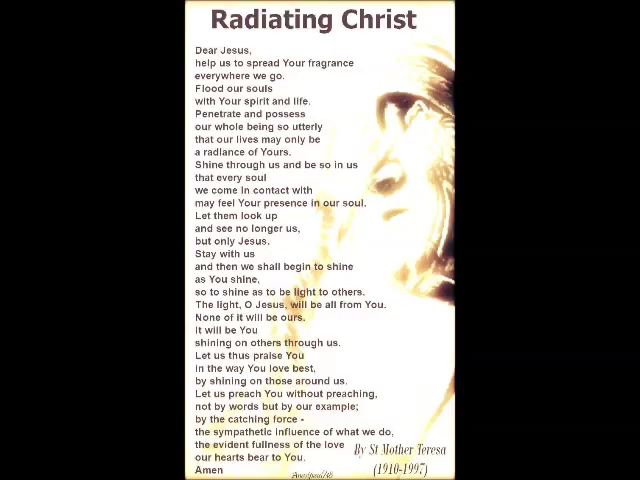 Radiating Christ
Dear Jesus,
help us to spread Your fragrance
everywhere we go.
Flood our souls
with Your spirit and life.
Penetrate and possess
our whole being so utterly
that our lives may only be
a radiance of Yours.
Shine through us and be so in us
that every soul
we come in contact with
may feel Your presence in our soul.
Let them look up
and see no longer us,
but only Jesus.
Stay with us
and then we shall begin to shine
as You shine,
so to shine as to be light to others.
The light, O Jesus, will be all from You.
None of it will be ours.
It will be You
shining on others through us.
Let us thus praise You
in the way You love best,
by shining on those around us.
Let us preach You without preaching,
not by words but by our example;
by the catching force -
the sympathetic influence of what we do,
the evident fullness of the love
our hearts bear to You.
Amen
By St Mother Teresa
(1910-1997)